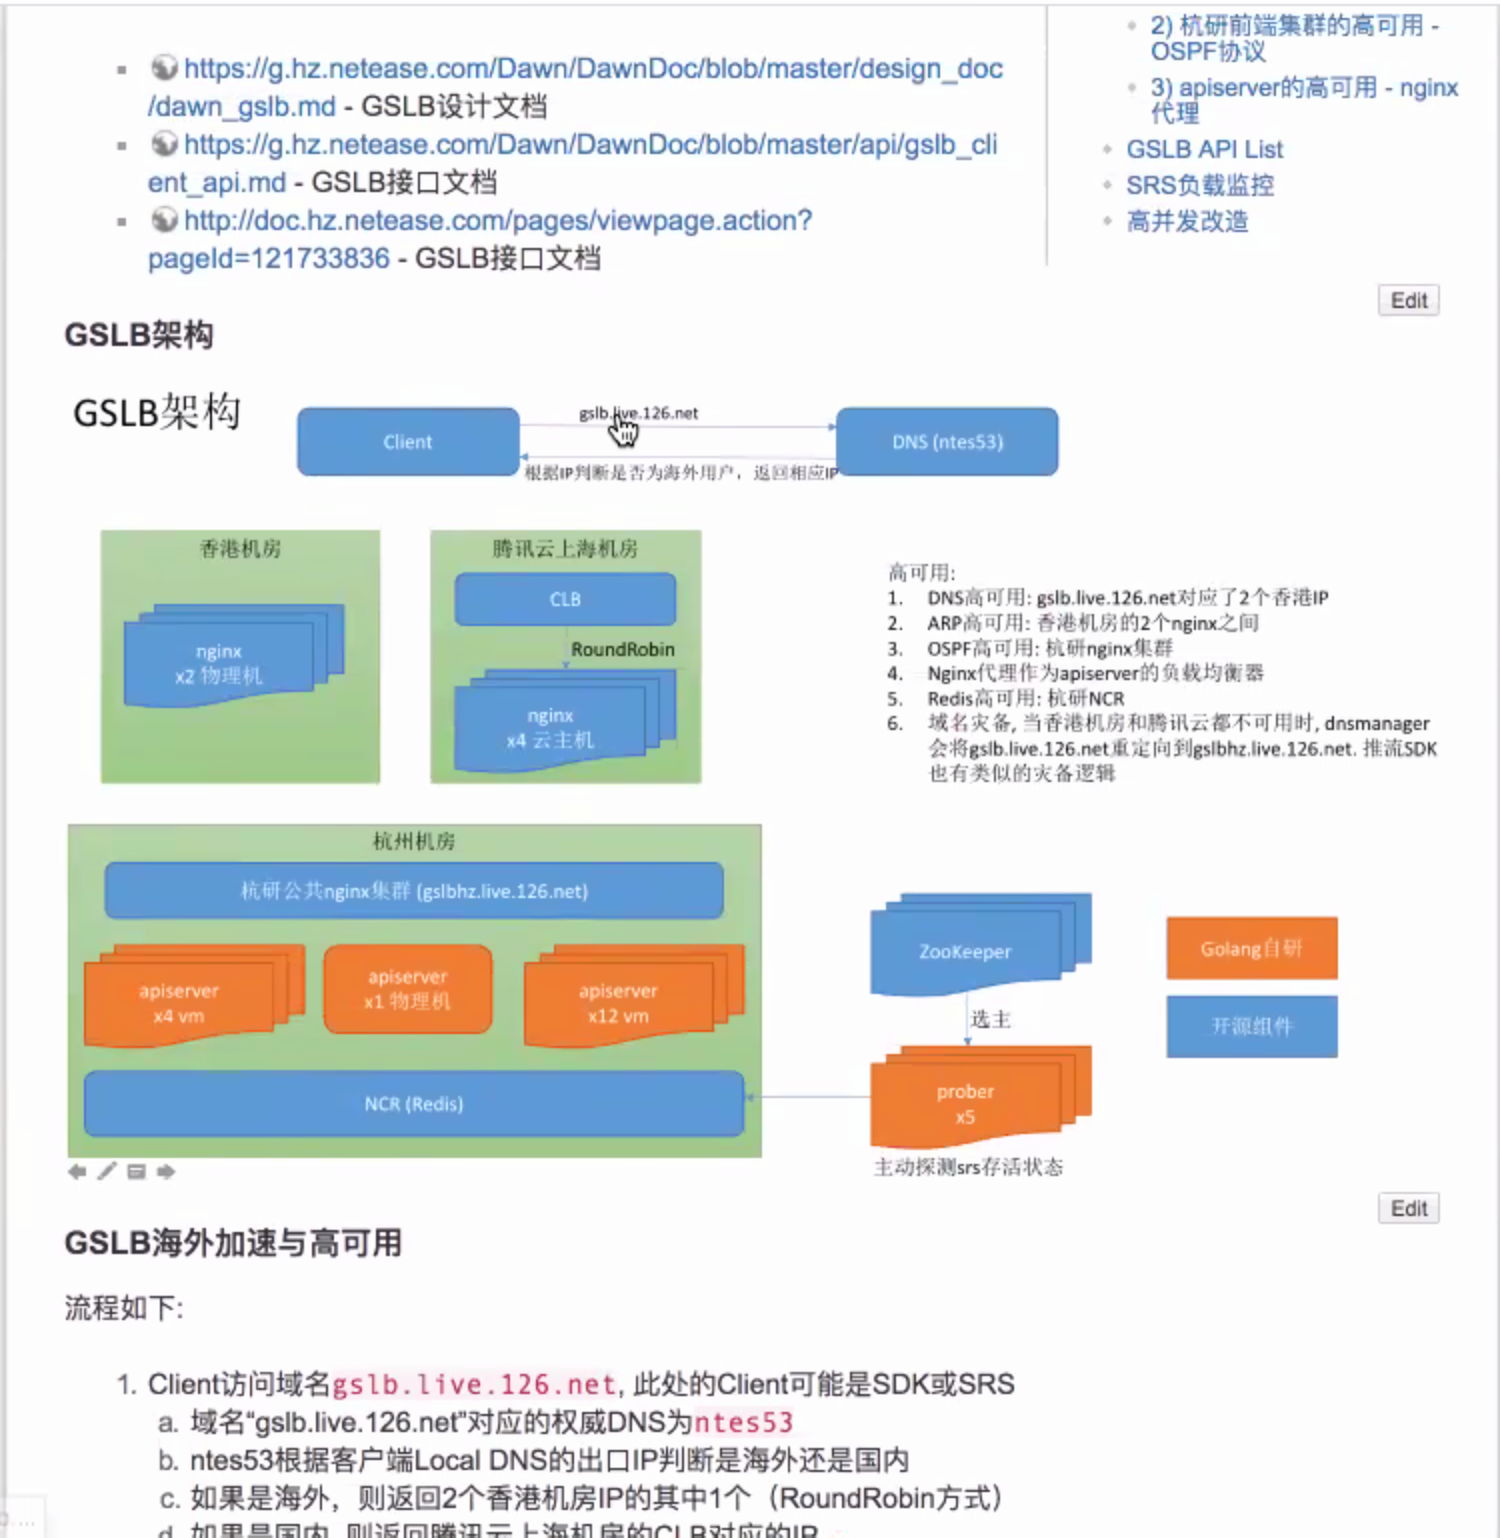 https://g.hz.netease.com/Dawn/DawnDoc/blob/master/design_doc
/dawn_gslb.md - GSLB设计文档
https://g.hz.netease.com/Dawn/DawnDoc/blob/master/api/gslb_cli
ent_api.md - GSLB接口文档
http://doc.hz.netease.com/pages/viewpage.action?
pageId=121733836 - GSLB接口文档
2) 杭研前端集群的高可用 -
OSPF协议
3) apiserver的高可用 - nginx
代理
GSLB API List
SRS负载监控
高并发改造
Edit
GSLB架构
GSLB架构
Client
gslb.live.126.net
DNS (ntes53)
根据IP判断是否为海外用户，返回相应IP
香港机房
nginx
x2 物理机
腾讯云上海机房
CLB
RoundRobin
nginx
x4 云主机
高可用:
1. DNS高可用: gslb.live.126.net对应了2个香港IP
2. ARP高可用: 香港机房的2个nginx之间
3. OSPF高可用: 杭研nginx集群
4. Nginx代理作为apiserver的负载均衡器
5. Redis高可用: 杭研NCR
6. 域名灾备, 当香港机房和腾讯云都不可用时, dnsmanager
会将gslb.live.126.net重定向到gslbhz.live.126.net. 推流SDK
也有类似的灾备逻辑
杭州机房
杭研公共nginx集群 (gslbhz.live.126.net)
apiserver
x4 vm
apiserver
x1 物理机
apiserver
x12 vm
NCR (Redis)
ZooKeeper
选主
prober
x5
主动探测srs存活状态
Golang自研
开源组件
Edit
GSLB海外加速与高可用
流程如下:
1. Client访问域名gslb.live.126.net, 此处的Client可能是SDK或SRS
a. 域名“gslb.live.126.net”对应的权威DNS为ntes53
b. ntes53根据客户端Local DNS的出口IP判断是海外还是国内
c. 如果是海外，则返回2个香港机房IP的其中1个（RoundRobin方式）
d. 如果是国内, 则返回腾讯云上海机房的CLB对应的IP